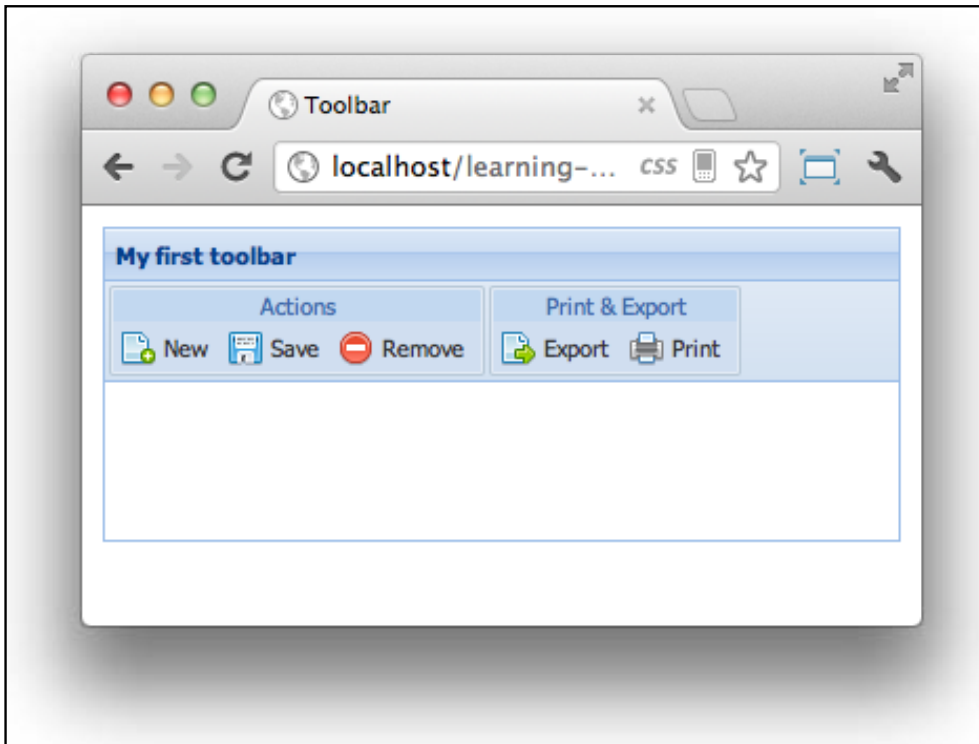 Toolbar
localhost/learning-... css
My first toolbar
Actions Print & Export
New Save Remove Export Print